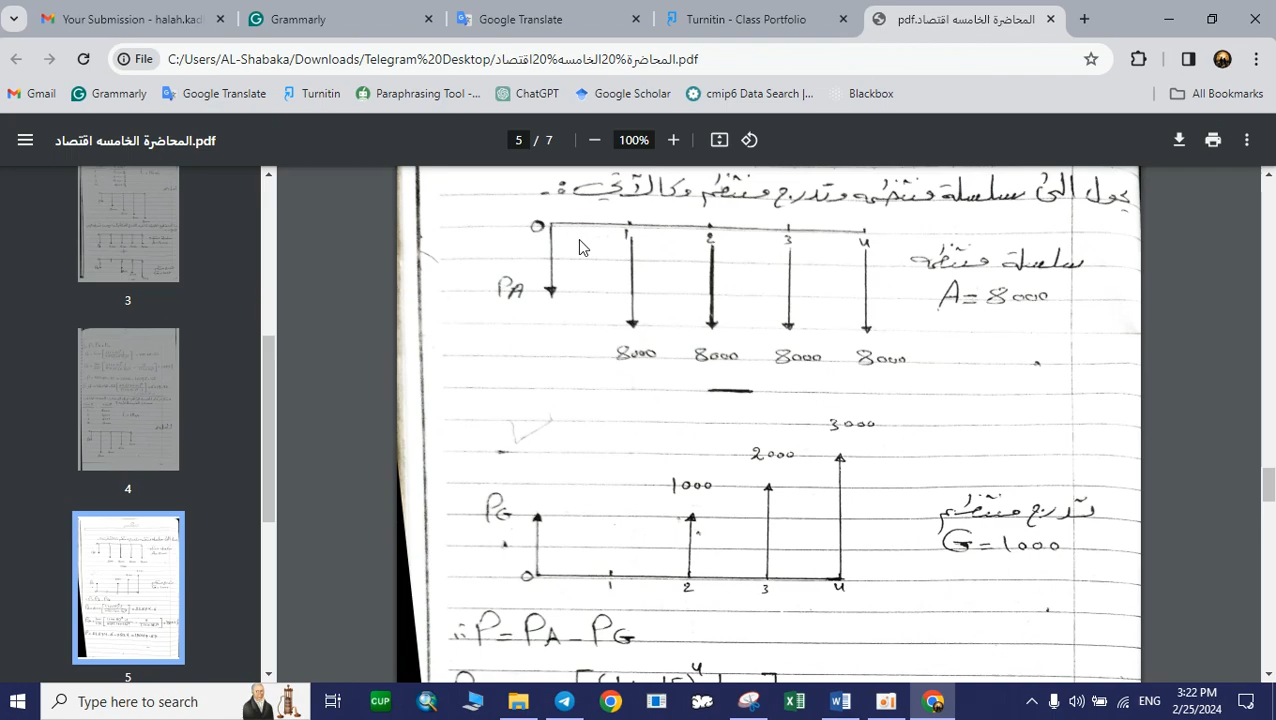 Your Submission - halah.kad
Grammarly
Google Translate
Turnitin - Class Portfolio
المحاضرة الخامسه اقتصاد.pdf
File
C:/Users/AL-Shabaka/Downloads/Telegram%20Desktop/المحاضرة%20الخامسه%20اقتصاد.pdf
Gmail
Grammarly
Google Translate
Turnitin
Paraphrasing Tool -...
ChatGPT
Google Scholar
cmip6 Data Search |...
Blackbox
All Bookmarks
المحاضرة الخامسه اقتصاد.pdf
5 / 7
100%
3
4
5
يحول الى سلسلة منتظمه وتدرج منتظم وكالآتي :-
0 1 2 3 4
PA
8000 8000 8000 8000
سلسلة منتظمه
A = 8000
3000
2000
1000
PG
0 1 2 3 4
تدرج منتظم
G = 1000
∴ P = PA - PG
Type here to search
CUP
ENG
3:22 PM
2/25/2024